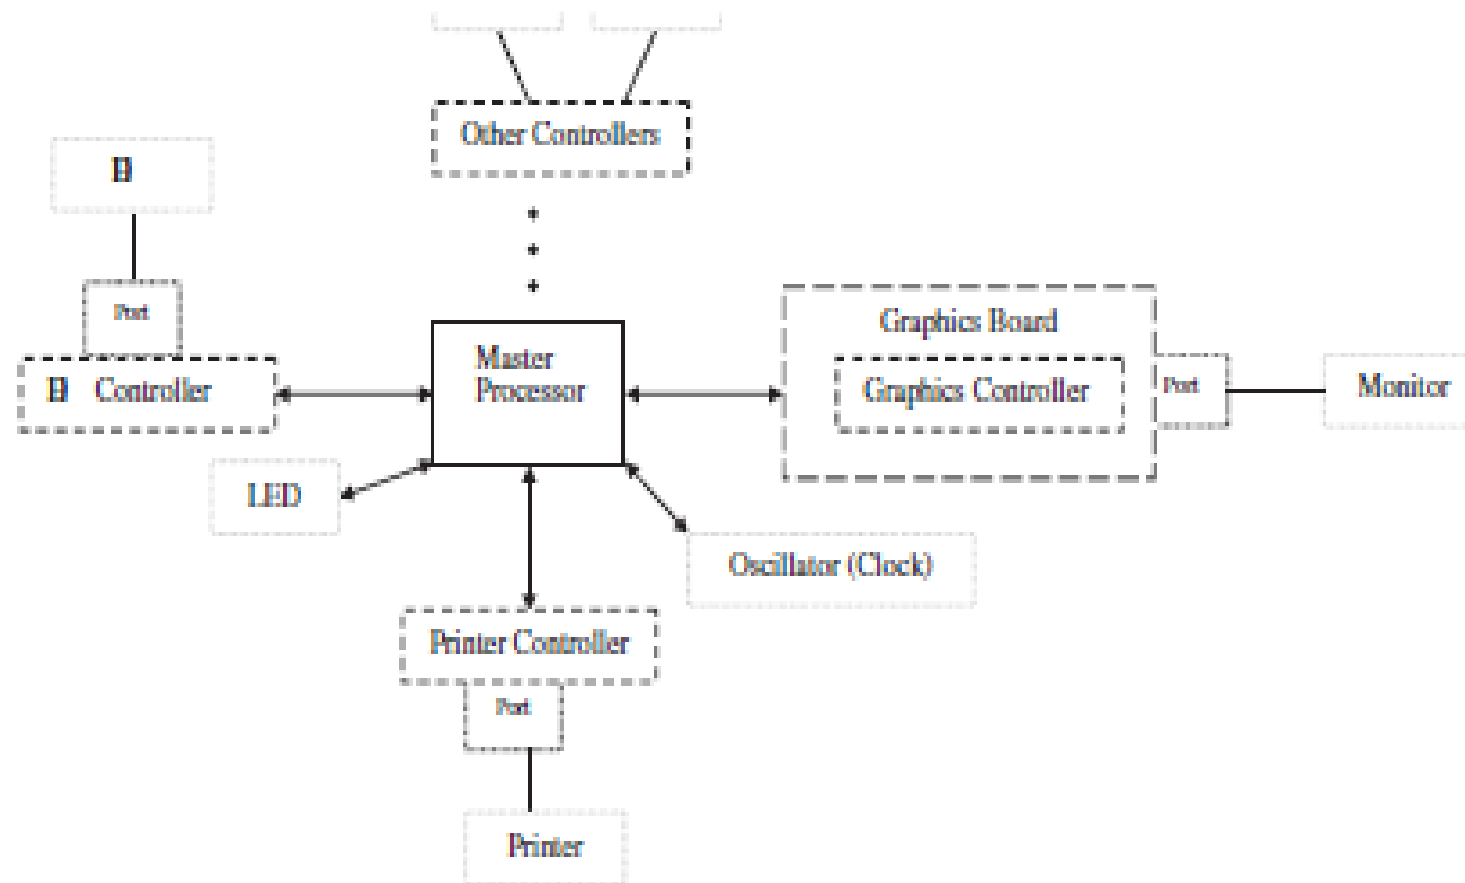 Other Controllers
Port
Controller
Master
Processor
Graphics Board
Graphics Controller
Port
Monitor
LED
Oscillator (Clock)
Printer Controller
Port
Printer